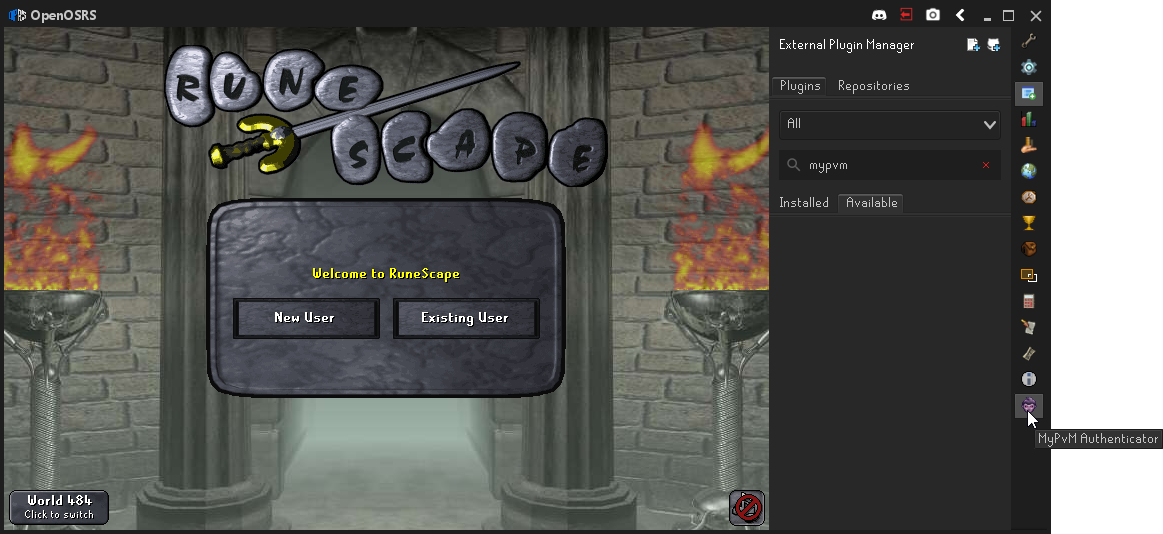 OpenOSRS
RUNE
SCAPE
Welcome to RuneScape
New User
Existing User
World 484
Click to switch
External Plugin Manager
Plugins
Repositories
All
mypvm
Installed
Available
MyPvM Authenticator